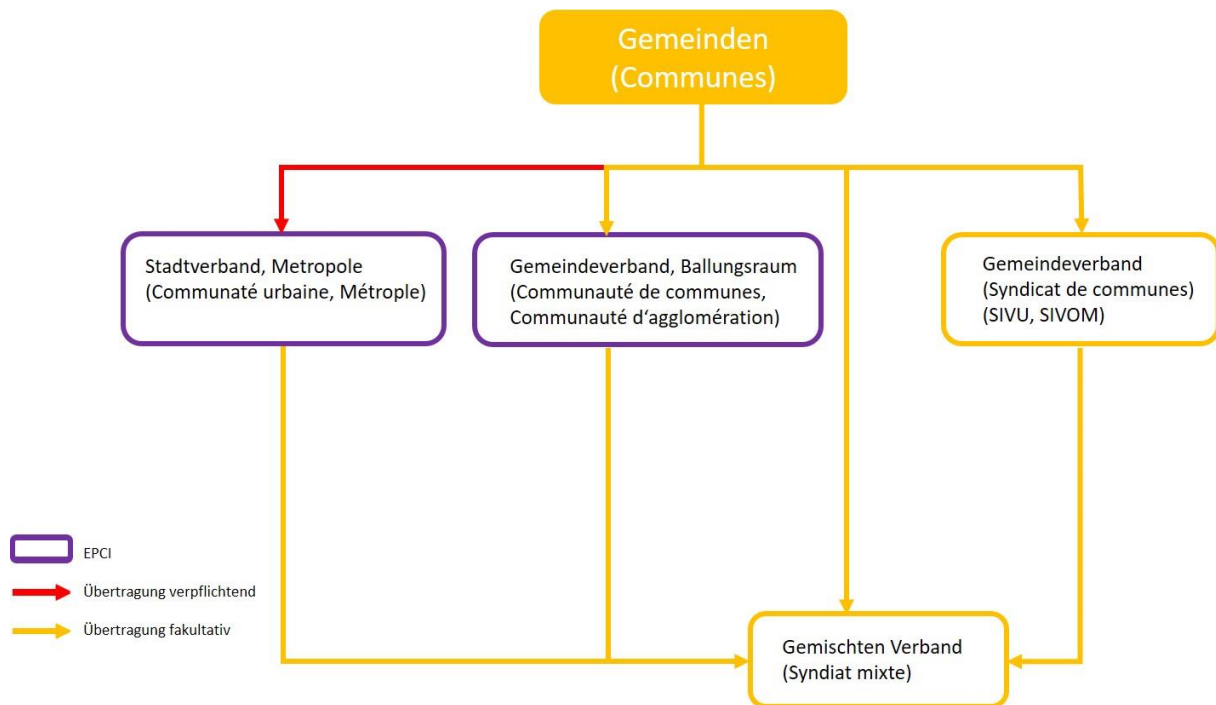 Gemeinden
(Communes)
Stadtverband, Metropole
(Communaté urbaine, Métrople)
Gemeindeverband, Ballungsraum
(Communauté de communes,
Communauté d‘agglomération)
Gemeindeverband
(Syndicat de communes)
(SIVU, SIVOM)
EPCI
Übertragung verpflichtend
Übertragung fakultativ
Gemischten Verband
(Syndiat mixte)